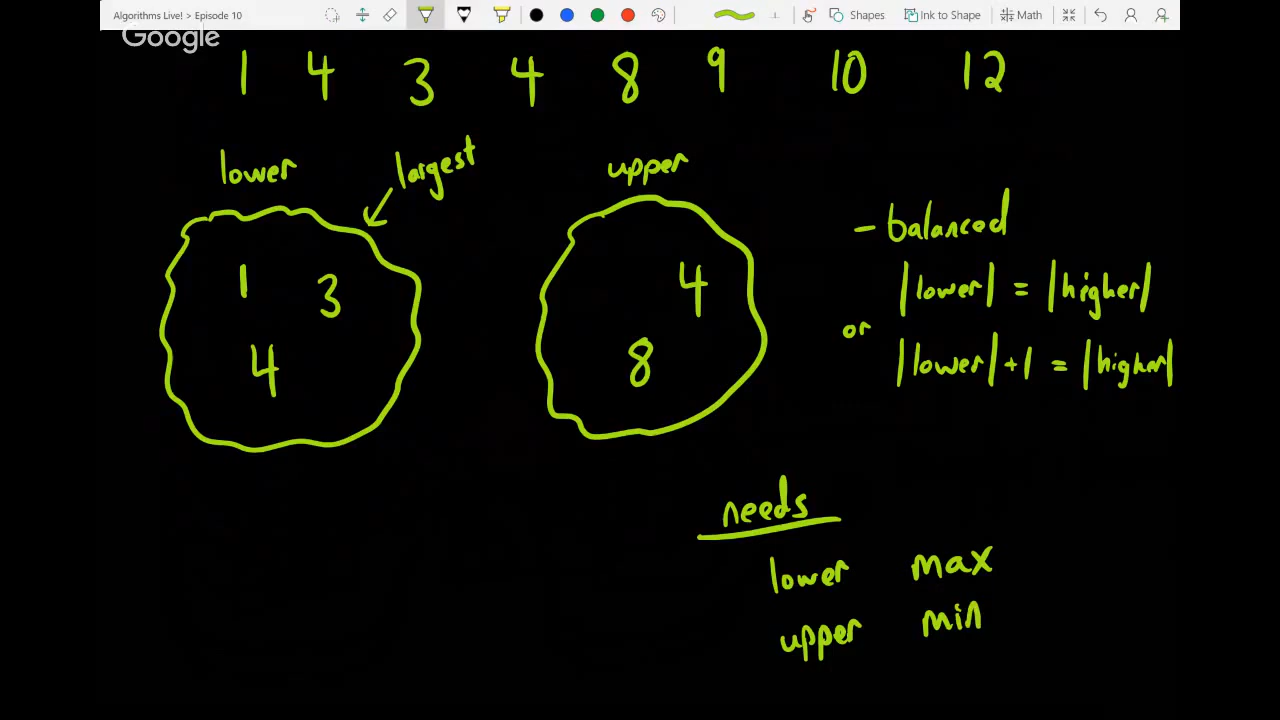 Algorithms Live! > Episode 10
Shapes
Ink to Shape
Math
Google
1 4 3 4 8 9 10 12
lower
largest
upper
1 3
4
4
8
- balanced
|lower| = |higher|
or
|lower| + 1 = |higher|
needs
lower max
upper min